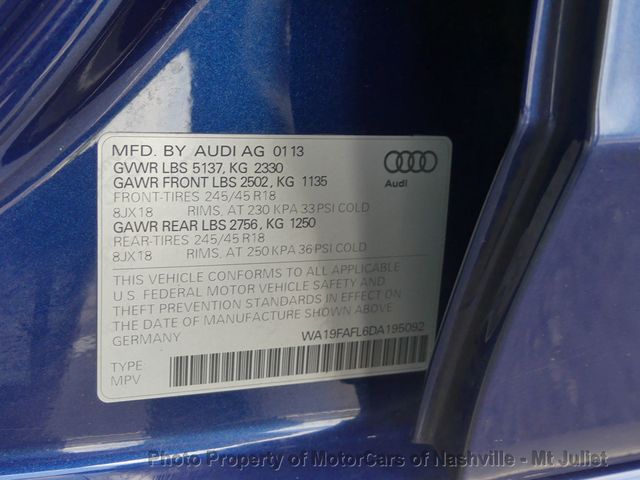 MFD. BY AUDI AG 01 13
GVWR LBS 5137, KG 2330
GAWR FRONT LBS 2502, KG 1135
FRONT-TIRES 245/45 R18
8JX18 RIMS, AT 230 KPA 33 PSI COLD
GAWR REAR LBS 2756, KG 1250
REAR-TIRES 245/45 R18
8JX18 RIMS, AT 250 KPA 36 PSI COLD
Audi
THIS VEHICLE CONFORMS TO ALL APPLICABLE
U.S. FEDERAL MOTOR VEHICLE SAFETY AND
THEFT PREVENTION STANDARDS IN EFFECT ON
THE DATE OF MANUFACTURE SHOWN ABOVE
GERMANY WA19FAFL6DA195092
TYPE:
MPV
Photo Property of MotorCars of Nashville - Mt Juliet